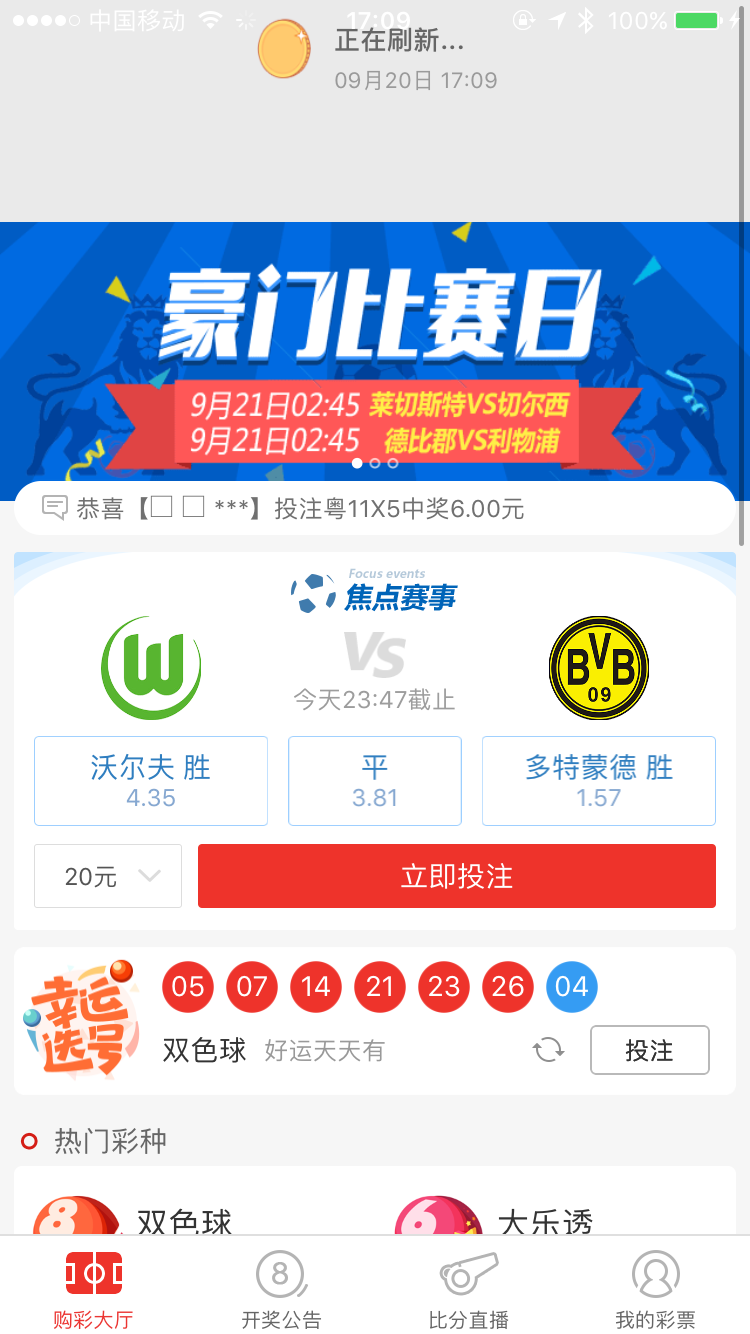 中国移动 17:09 100%
正在刷新...
09月20日 17:09
豪门比赛日
9月21日02:45 莱切斯特VS切尔西
9月21日02:45 德比郡VS利物浦
恭喜【□ □ ***】投注粤11X5中奖6.00元
Focus events
焦点赛事
W
VS
BVB
09
今天23:47截止
沃尔夫 胜
4.35
平
3.81
多特蒙德 胜
1.57
20元
立即投注
幸运选号
05 07 14 21 23 26 04
双色球 好运天天有
投注
热门彩种
8 双色球
6 大乐透
8
购彩大厅 开奖公告 比分直播 我的彩票